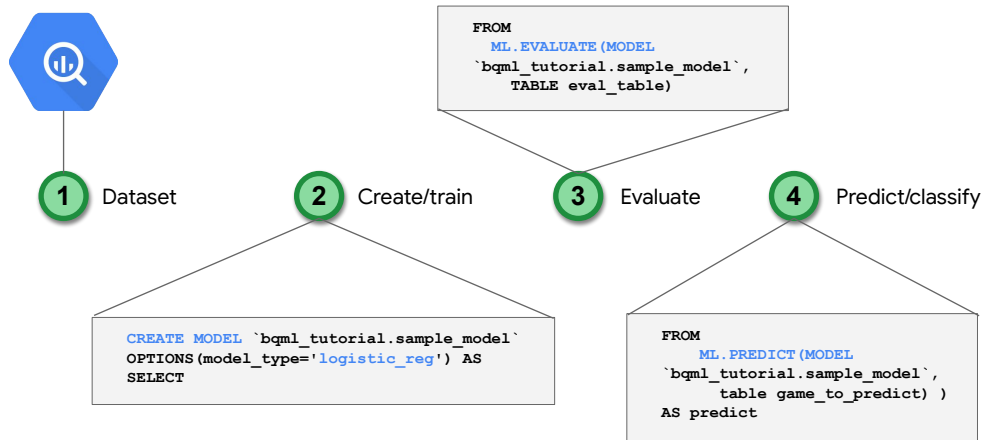 FROM
ML.EVALUATE(MODEL
`bqml_tutorial.sample_model`,
TABLE eval_table)
1 Dataset
2 Create/train
3 Evaluate
4 Predict/classify
CREATE MODEL `bqml_tutorial.sample_model`
OPTIONS(model_type='logistic_reg') AS
SELECT
FROM
ML.PREDICT(MODEL
`bqml_tutorial.sample_model`,
table game_to_predict) )
AS predict